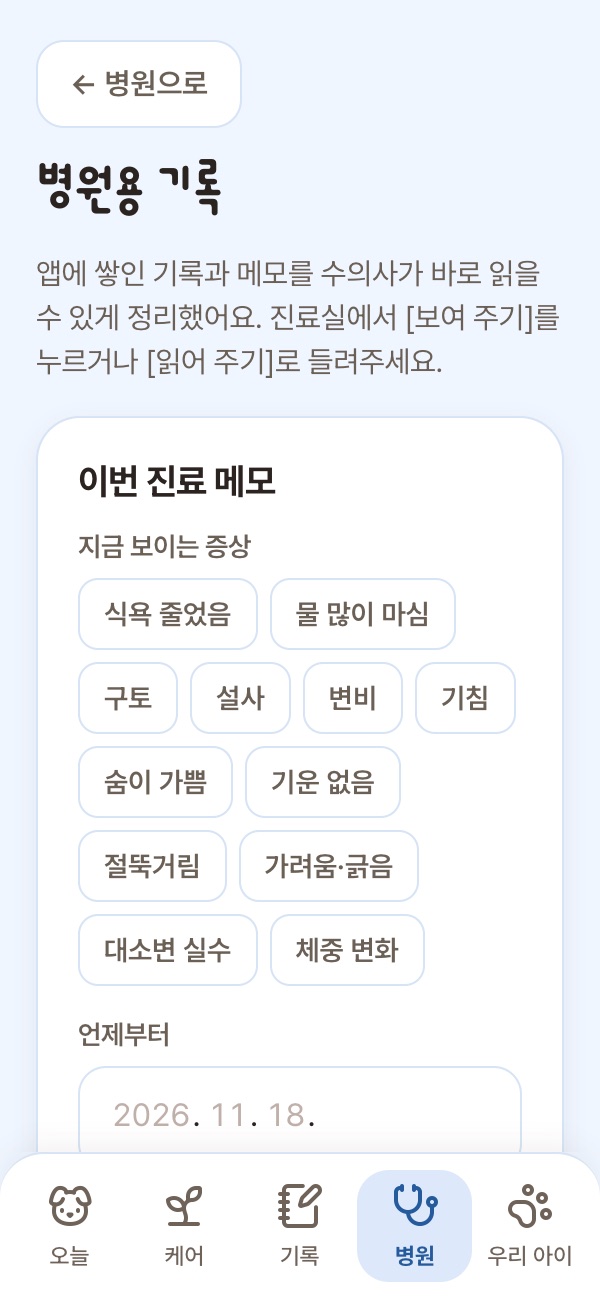 ← 병원으로
병원용 기록
앱에 쌓인 기록과 메모를 수의사가 바로 읽을
수 있게 정리했어요. 진료실에서 [보여 주기]를
누르거나 [읽어 주기]로 들려주세요.
이번 진료 메모
지금 보이는 증상
식욕 줄었음 물 많이 마심
구토 설사 변비 기침
숨이 가쁨 기운 없음
절뚝거림 가려움·긁음
대소변 실수 체중 변화
언제부터
2026. 11. 18.
오늘 케어 기록 병원 우리 아이